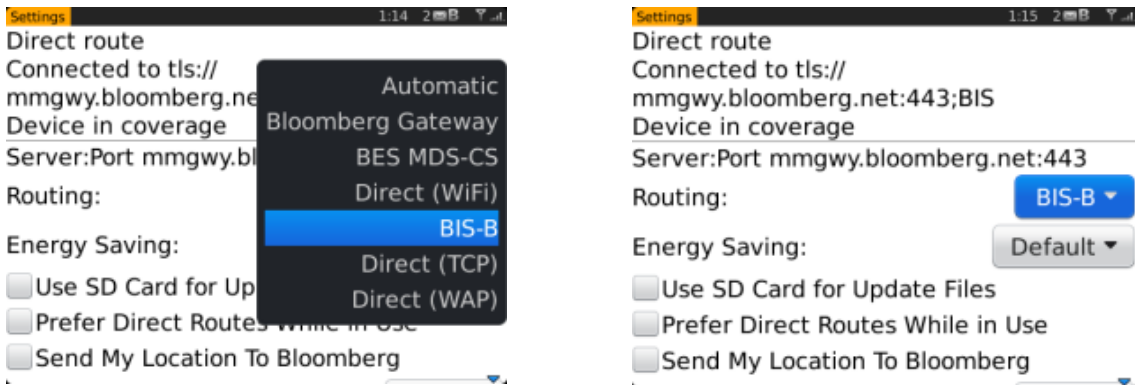 Settings 1:14 2 B
Direct route
Connected to tls://
mmgwy.bloomberg.ne
Device in coverage
Server:Port mmgwy.bl
Routing:
Energy Saving:
Use SD Card for Up
Prefer Direct Routes While in Use
Send My Location To Bloomberg
Automatic
Bloomberg Gateway
BES MDS-CS
Direct (WiFi)
BIS-B
Direct (TCP)
Direct (WAP)
Settings 1:15 2 B
Direct route
Connected to tls://
mmgwy.bloomberg.net:443;BIS
Device in coverage
Server:Port mmgwy.bloomberg.net:443
Routing: BIS-B
Energy Saving: Default
Use SD Card for Update Files
Prefer Direct Routes While in Use
Send My Location To Bloomberg